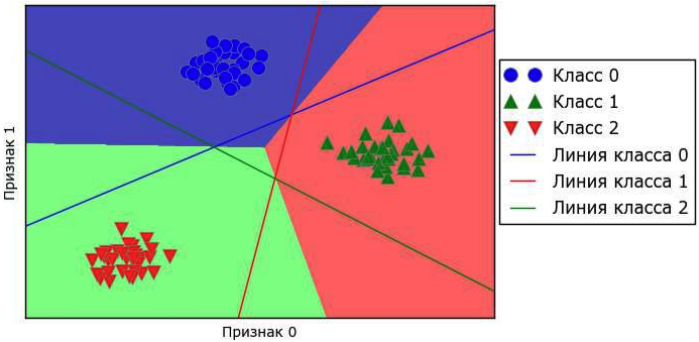 Признак 1
Признак 0
Класс 0
Класс 1
Класс 2
Линия класса 0
Линия класса 1
Линия класса 2